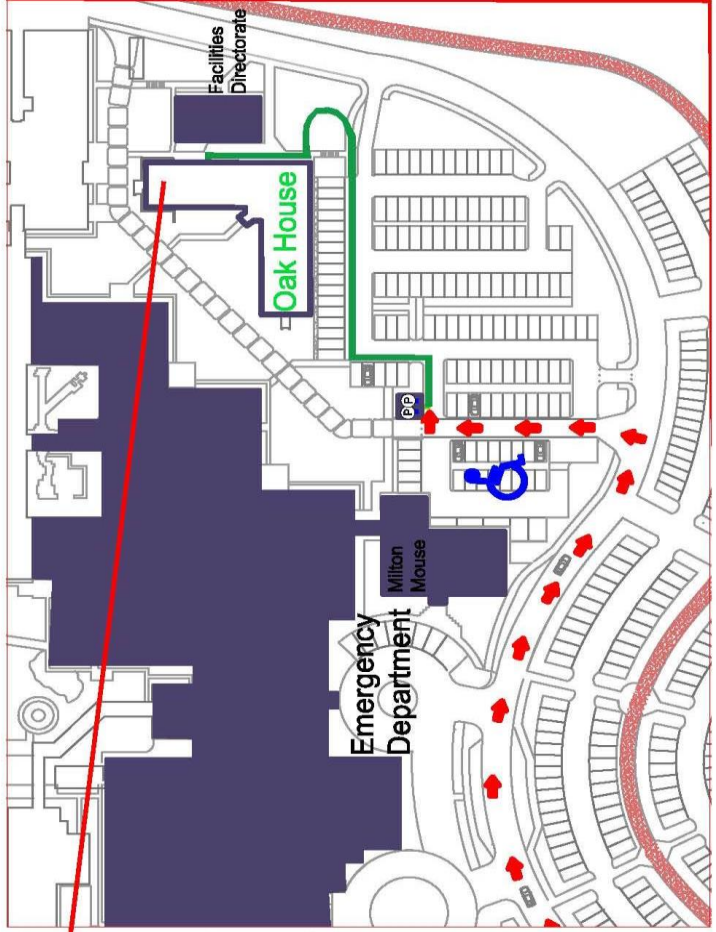 Facilities
Directorate
Oak House
PP
Milton
Mouse
Emergency
Department